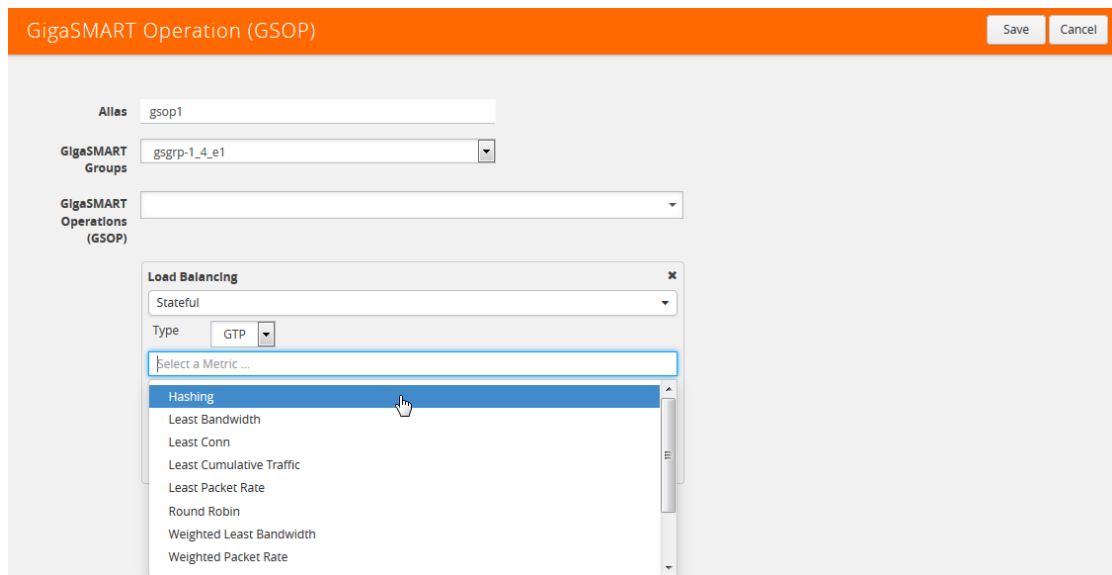 GigaSMART Operation (GSOP)
Save
Cancel
Alias
gsop1
GigaSMART
Groups
gsgrp-1_4_e1
GigaSMART
Operations
(GSOP)
Load Balancing
Stateful
Type
GTP
Select a Metric ...
Hashing
Least Bandwidth
Least Conn
Least Cumulative Traffic
Least Packet Rate
Round Robin
Weighted Least Bandwidth
Weighted Packet Rate